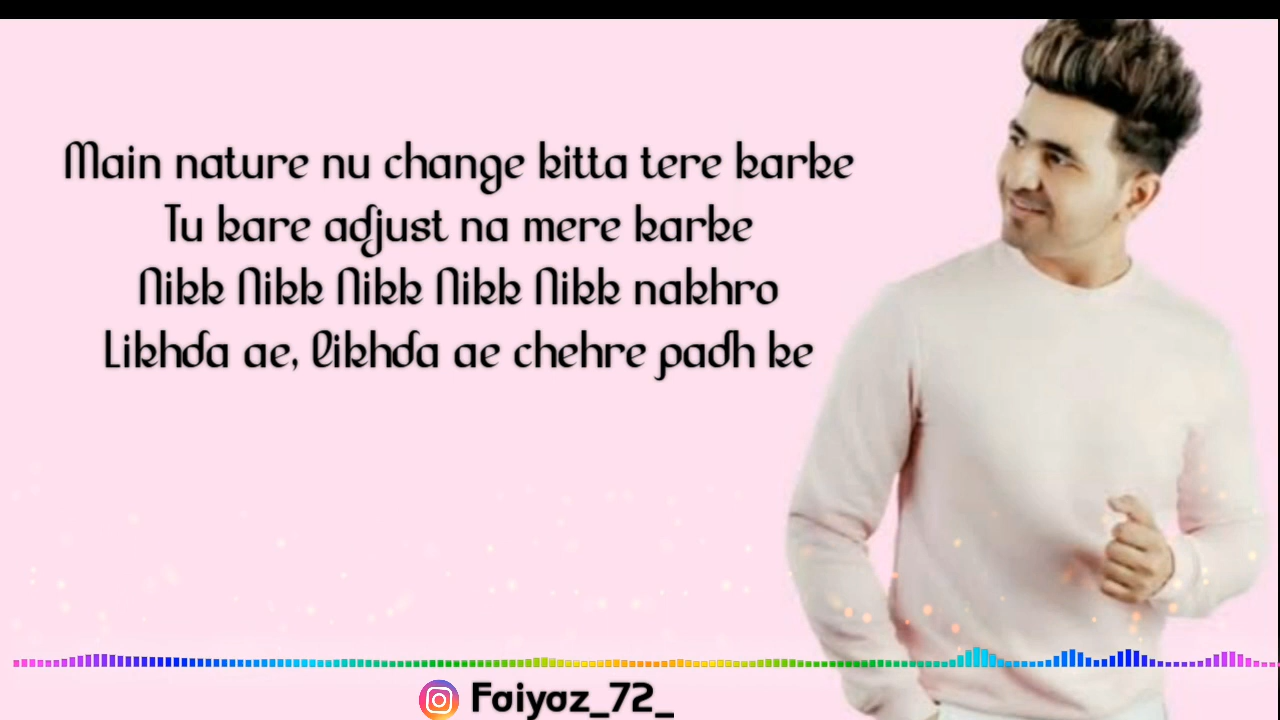 Main nature nu change kitta tere karke
Tu kare adjust na mere karke
Nikk Nikk Nikk Nikk Nikk nakhro
Likhda ae, likhda ae chehre padh ke
Faiyaz_72_